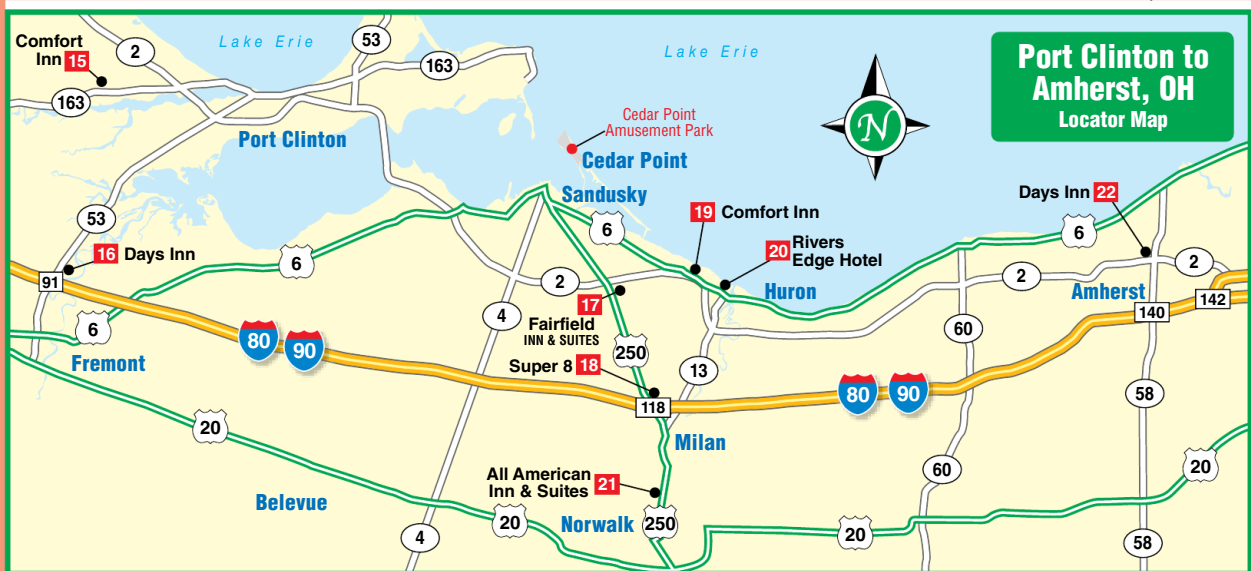 Port Clinton to
Amherst, OH
Locator Map
Lake Erie
Lake Erie
Comfort
Inn 15
2
53
163
163
Port Clinton
Cedar Point
Amusement Park
Cedar Point
Sandusky
N
Days Inn 22
19 Comfort Inn
20 Rivers
Edge Hotel
53
16 Days Inn
91
6
6
6
6
2
2
2
Huron
Amherst
140
142
17
Fairfield
INN & SUITES
4
250
60
6
Fremont
80
90
Super 8 18
13
118
80
90
58
20
Milan
60
20
All American
Inn & Suites 21
Bellevue
20
Norwalk
250
20
4
58